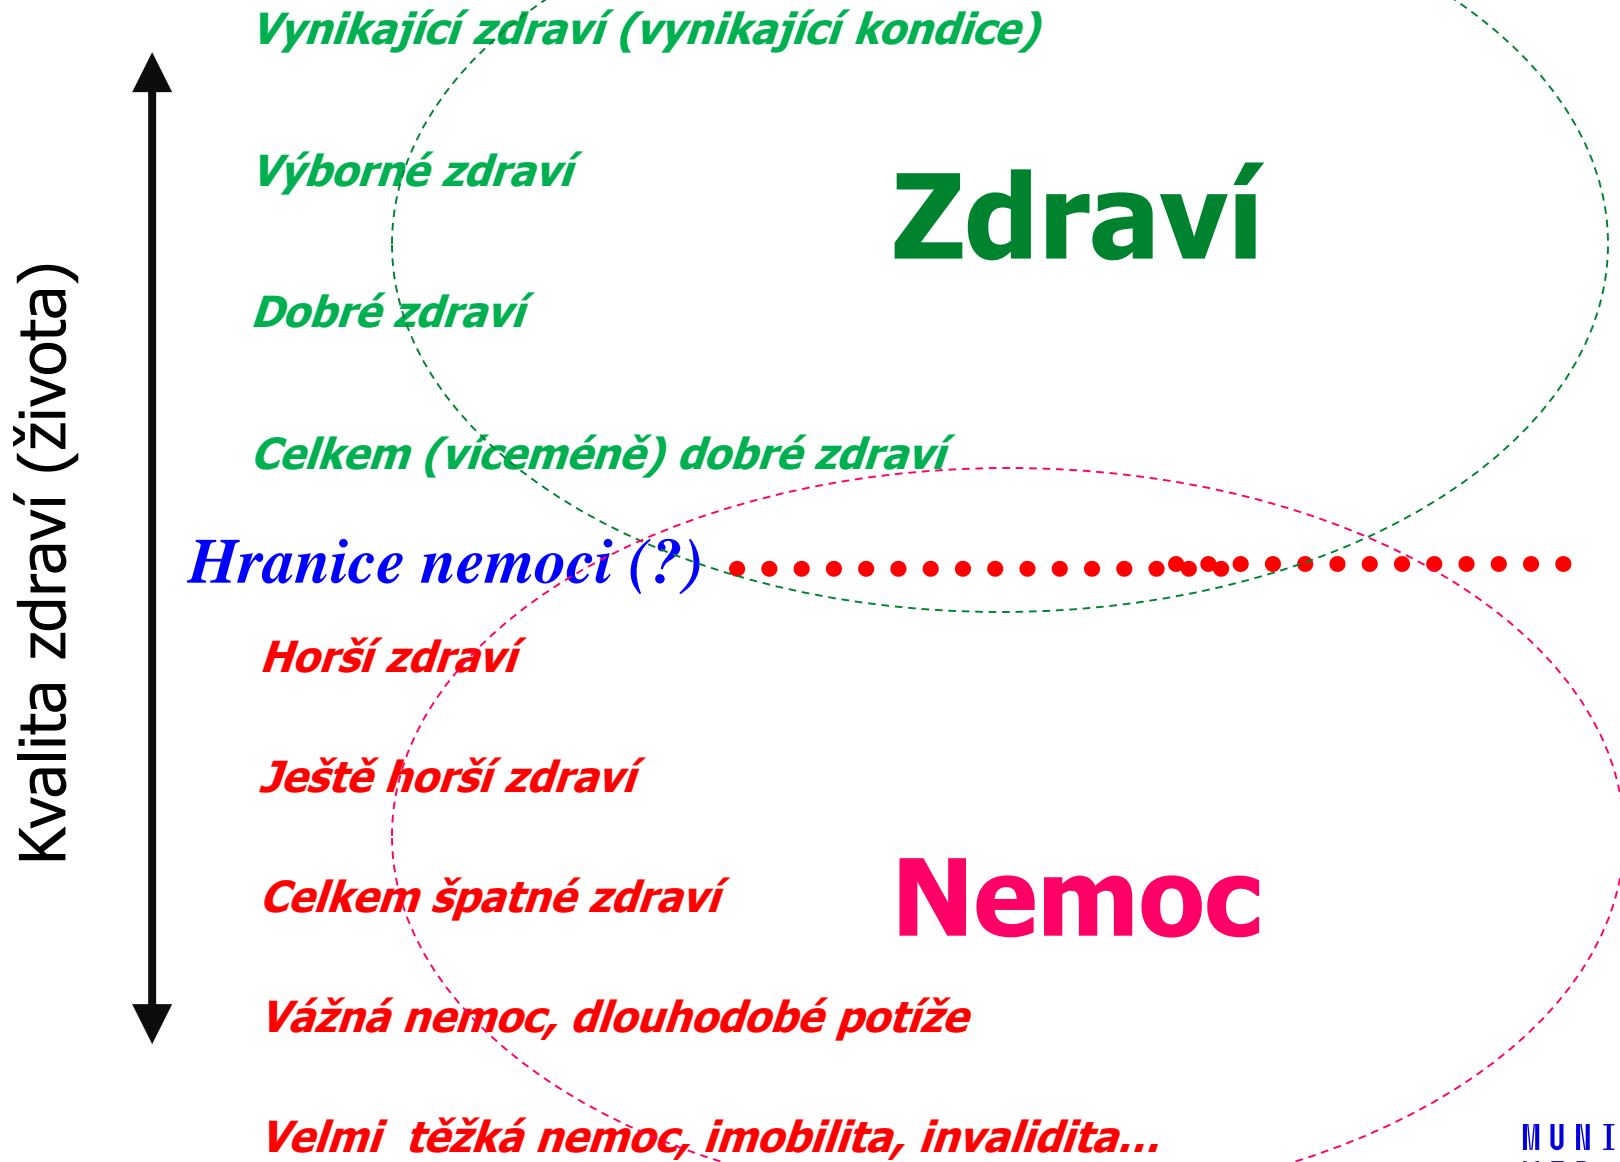 Vynikající zdraví (vynikající kondice)
Výborné zdraví
Zdraví
Dobré zdraví
Kvalita zdraví (života)
Celkem (víceméně) dobré zdraví
Hranice nemoci (?)
Horší zdraví
Ještě horší zdraví
Celkem špatné zdraví
Nemoc
Vážná nemoc, dlouhodobé potíže
Velmi  těžká nemoc, imobilita, invalidita...
MUNI